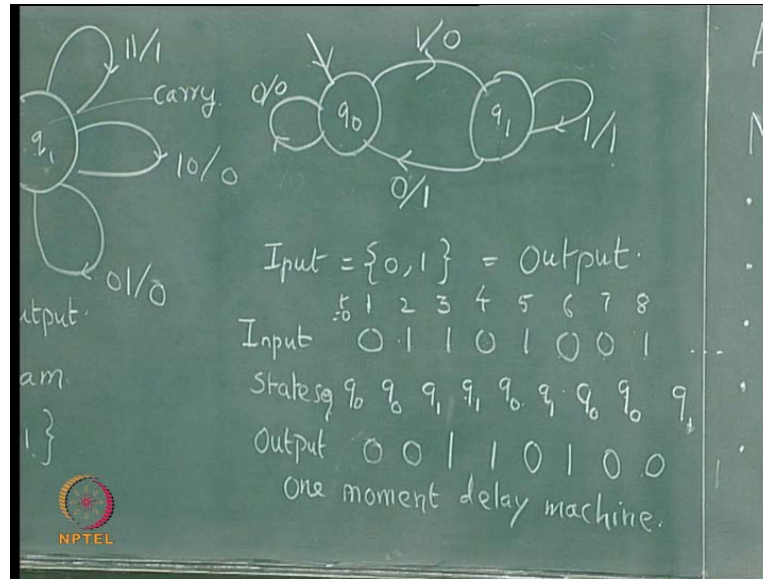 11/1
carry.
q1
10/0
01/0
utput.
am.
1.}
1/0
0/0
q0
q1
1/1
0/1
Iput = {0,1} = Output.
t=0 1 2 3 4 5 6 7 8
Input 0 1 1 0 1 0 0 1 ...
State sq q0 q0 q1 q1 q0 q1 q0 q0 q1
Output 0 0 1 1 0 1 0 0
One moment delay machine.
NPTEL